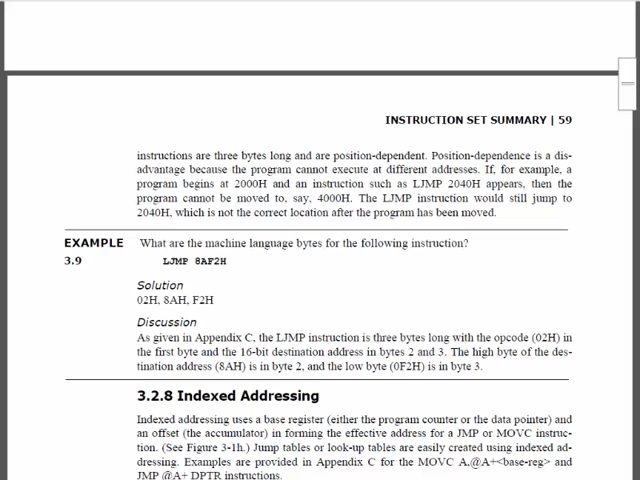 INSTRUCTION SET SUMMARY | 59
instructions are three bytes long and are position-dependent. Position-dependence is a dis-
advantage because the program cannot execute at different addresses. If, for example, a
program begins at 2000H and an instruction such as LJMP 2040H appears, then the
program cannot be moved to, say, 4000H. The LJMP instruction would still jump to
2040H, which is not the correct location after the program has been moved.
EXAMPLE What are the machine language bytes for the following instruction?
3.9 LJMP 8AF2H
Solution
02H, 8AH, F2H
Discussion
As given in Appendix C, the LJMP instruction is three bytes long with the opcode (02H) in
the first byte and the 16-bit destination address in bytes 2 and 3. The high byte of the des-
tination address (8AH) is in byte 2, and the low byte (0F2H) is in byte 3.
3.2.8 Indexed Addressing
Indexed addressing uses a base register (either the program counter or the data pointer) and
an offset (the accumulator) in forming the effective address for a JMP or MOVC instruc-
tion. (See Figure 3-1h.) Jump tables or look-up tables are easily created using indexed ad-
dressing. Examples are provided in Appendix C for the MOVC A,@A+<base-reg> and
JMP @A+ DPTR instructions.